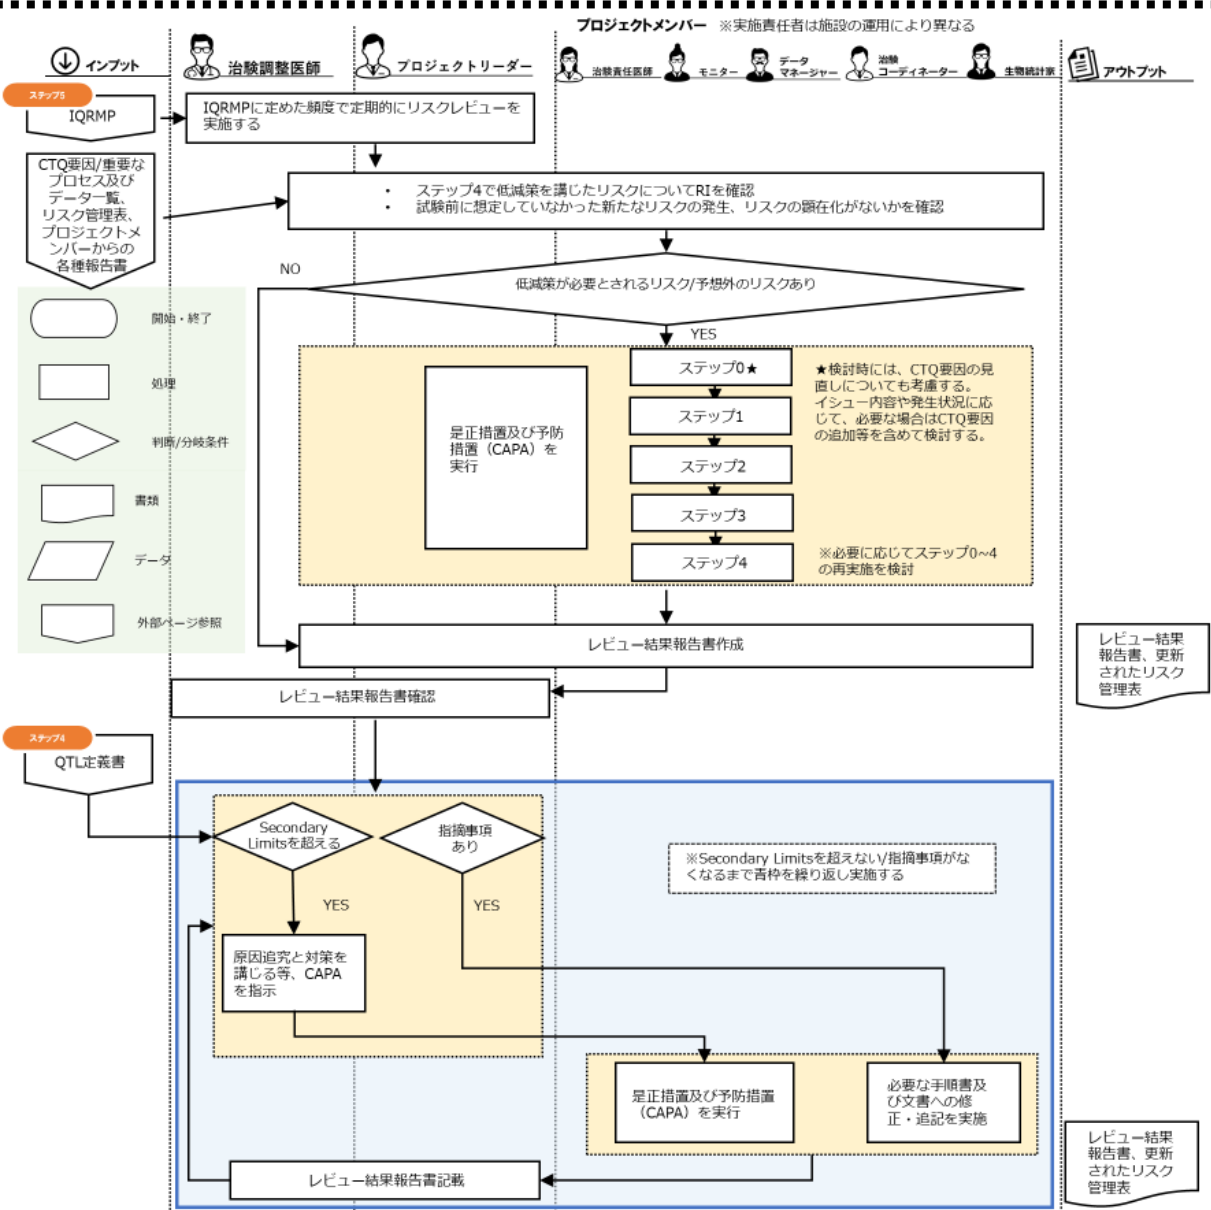 プロジェクトメンバー ※実施責任者は施設の運用により異なる
インプット
治験調整医師
プロジェクトリーダー
治験責任医師
モニター
データ
マネージャー
治験
コーディネーター
生物統計家
アウトプット
ステップ5
IQRMP
IQRMPに定めた頻度で定期的にリスクレビューを
実施する
CTQ要因/重要な
プロセス及び
データ一覧、
リスク管理表、
プロジェクトメ
ンバーからの
各種報告書
・ ステップ4で低減策を講じたリスクについてRIを確認
・ 試験前に想定していなかった新たなリスクの発生、リスクの顕在化がないかを確認
NO
低減策が必要とされるリスク/予想外のリスクあり
YES
開始・終了
処理
判断/分岐条件
書類
データ
外部ページ参照
是正措置及び予防
措置（CAPA）を
実行
ステップ0★
ステップ1
ステップ2
ステップ3
ステップ4
★検討時には、CTQ要因の見
直しについても考慮する。
イシュー内容や発生状況に応
じて、必要な場合はCTQ要因
の追加等を含めて検討する。
※必要に応じてステップ0~4
の再実施を検討
レビュー結果報告書作成
レビュー結果
報告書、更新
されたリスク
管理表
レビュー結果報告書確認
ステップ4
QTL定義書
Secondary
Limitsを超える
指摘事項
あり
※Secondary Limitsを超えない/指摘事項がな
くなるまで青枠を繰り返し実施する
YES
YES
原因追究と対策を
講じる等、CAPA
を指示
是正措置及び予防措置
（CAPA）を実行
必要な手順書及
び文書への修
正・追記を実施
レビュー結果報告書記載
レビュー結果
報告書、更新
されたリスク
管理表